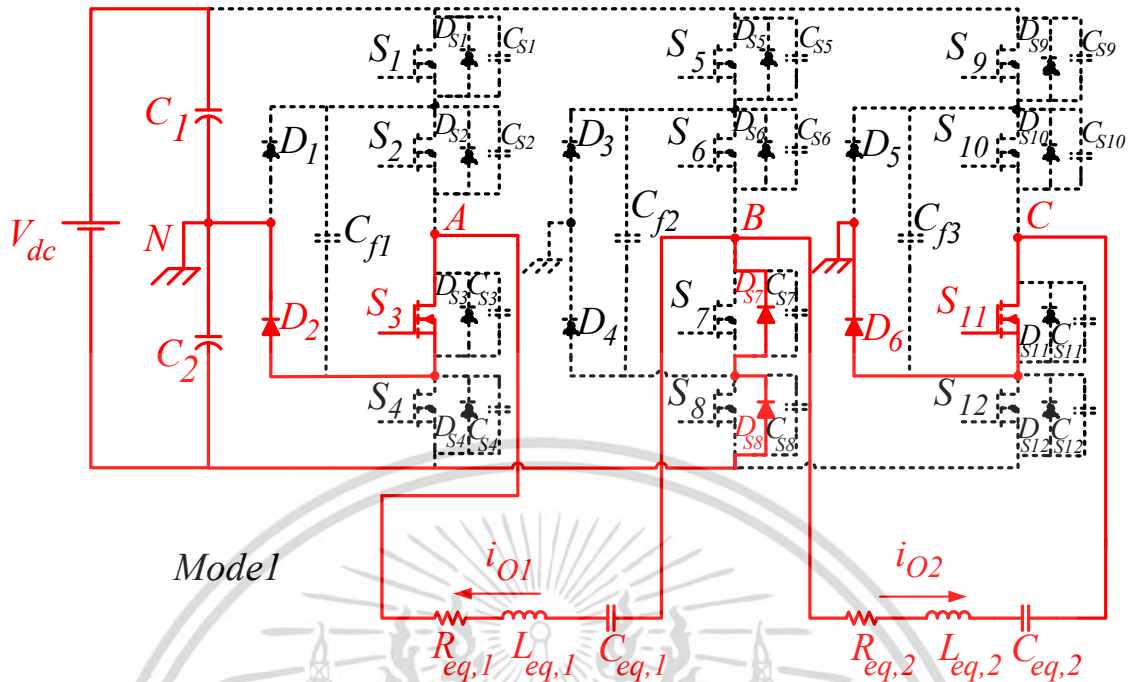 S1 DS1 CS1 S5 DS5 CS5 S9 DS9 CS9
C1
D1 S2 DS2 CS2 D3 S6 DS6 CS6 D5 S10 DS10 CS10
Vdc N Cf1 A Cf2 B Cf3 C
C2 D2 S3 DS3 CS3 D4 S7 DS7 CS7 D6 S11 DS11 CS11
S4 DS4 CS4 S8 DS8 CS8 S12 DS12 CS12
Mode1 iO1 iO2
Req,1 Leq,1 Ceq,1 Req,2 Leq,2 Ceq,2